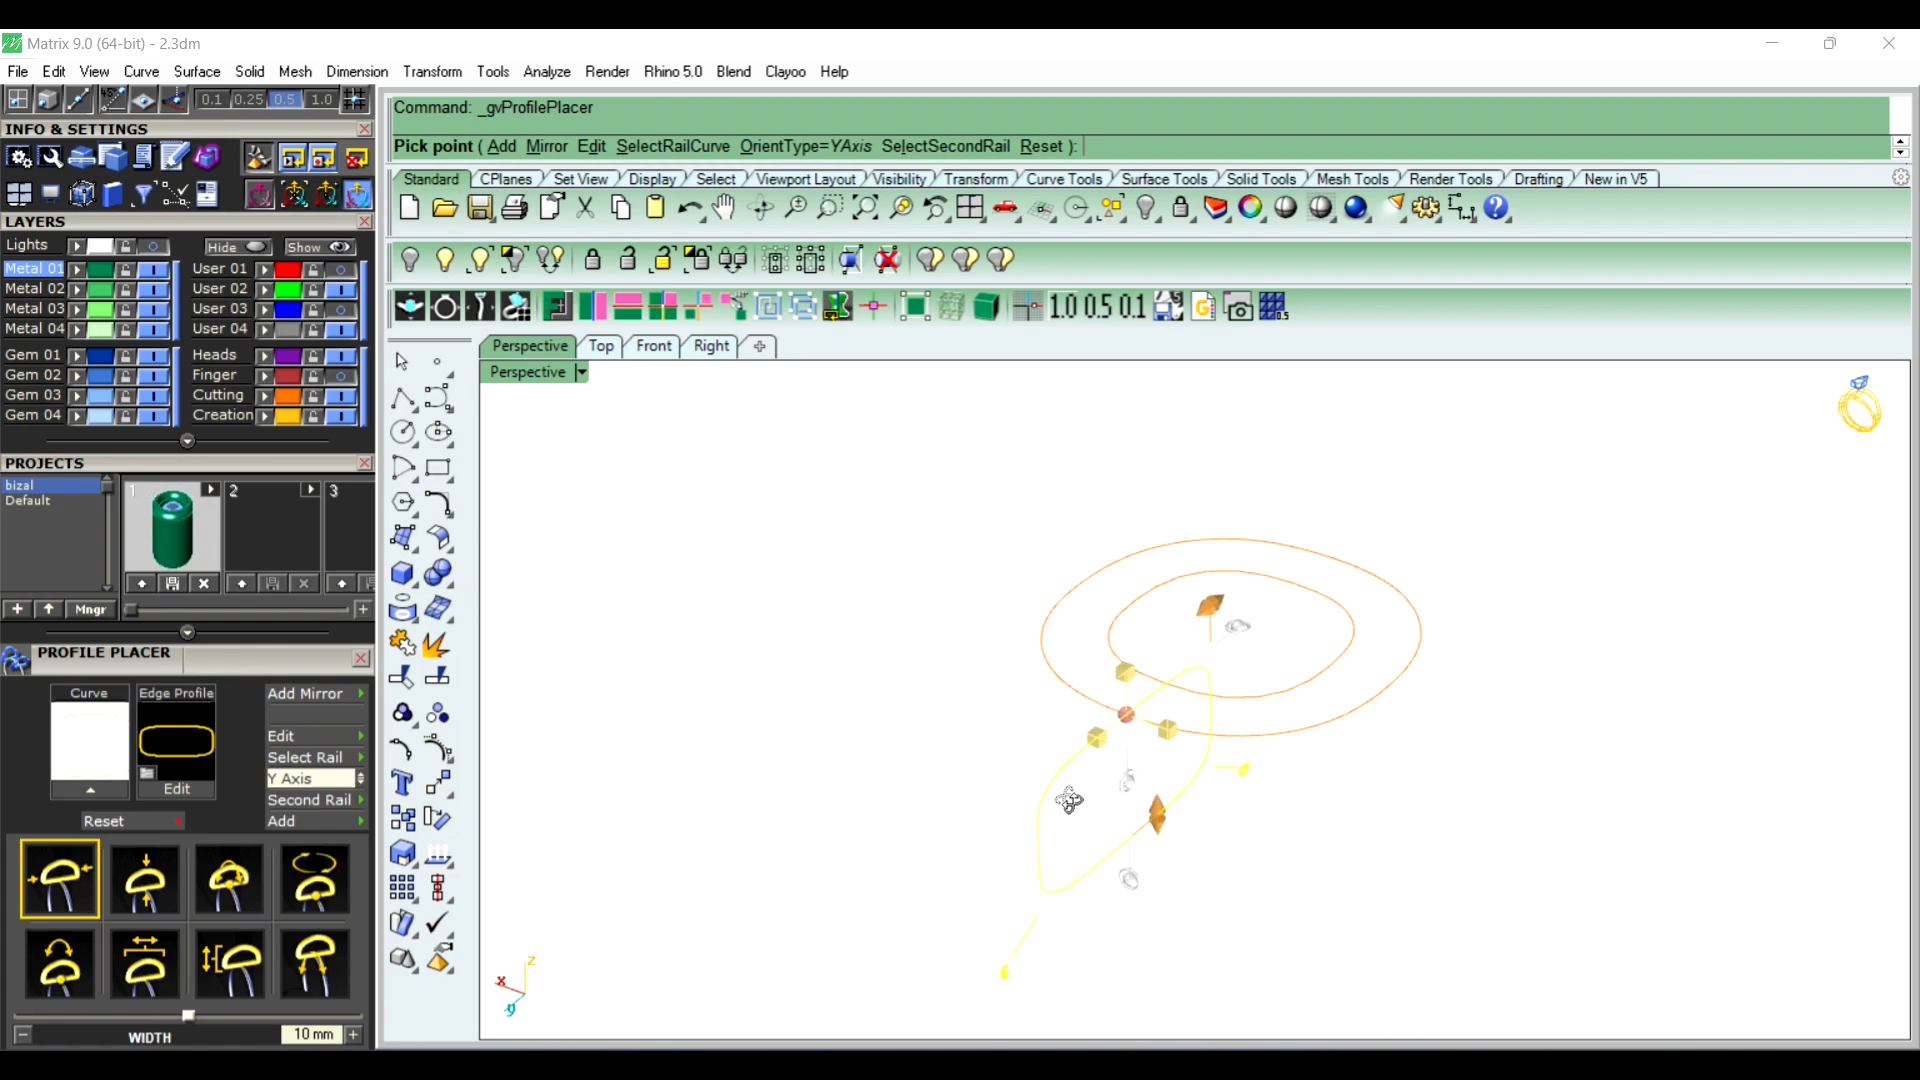 Matrix 9.0 (64-bit) - 2.3dm
File Edit View Curve Surface Solid Mesh Dimension Transform Tools Analyze Render Rhino 5.0 Blend Clayoo Help
0.1 0.25 0.5 1.0
Command: _gvProfilePlacer
Pick point ( Add Mirror Edit SelectRailCurve OrientType=YAxis SelectSecondRail Reset ):
INFO & SETTINGS
Standard CPlanes Set View Display Select Viewport Layout Visibility Transform Curve Tools Surface Tools Solid Tools Mesh Tools Render Tools Drafting New in V5
LAYERS
Lights Hide Show
Metal 01 User 01
Metal 02 User 02
Metal 03 User 03
Metal 04 User 04
Gem 01 Heads
Gem 02 Finger
Gem 03 Cutting
Gem 04 Creation
1.0 0.5 0.1
Perspective Top Front Right
Perspective
PROJECTS
bizal
Default
1 2 3
Mngr
PROFILE PLACER
Curve Edge Profile Add Mirror
Edit
Select Rail
Y Axis
Edit
Second Rail
Reset Add
WIDTH 10 mm
z
x
y